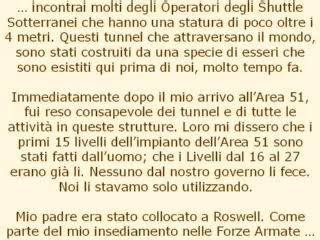 ... incontrai molti degli Operatori degli Shuttle
Sotterranei che hanno una statura di poco oltre i
4 metri. Questi tunnel che attraversano il mondo,
sono stati costruiti da una specie di esseri che
sono esistiti qui prima di noi, molto tempo fa.
Immediatamente dopo il mio arrivo all’Area 51,
fui reso consapevole dei tunnel e di tutte le
attività in queste strutture. Loro mi dissero che i
primi 15 livelli dell’impianto dell’Area 51 sono
stati fatti dall’uomo; che i Livelli dal 16 al 27
erano già lì. Nessuno dal nostro governo li fece.
Noi li stavamo solo utilizzando.
Mio padre era stato collocato a Roswell. Come
parte del mio insediamento nelle Forze Armate ...